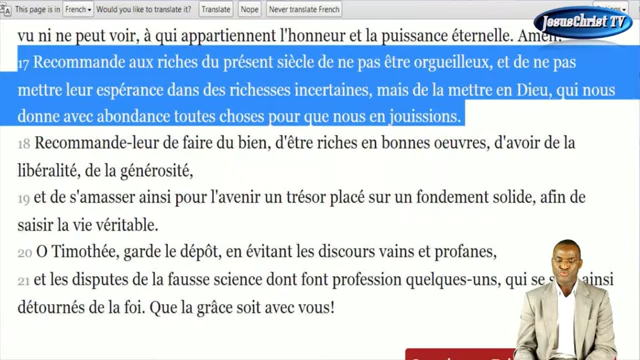 This page is in French Would you like to translate it? Translate Nope Never translate French
JosusChrist TV
vu ni ne peut voir, à qui appartiennent l'honneur et la puissance éternelle. Amen!
17 Recommande aux riches du présent siècle de ne pas être orgueilleux, et de ne pas
mettre leur espérance dans des richesses incertaines, mais de la mettre en Dieu, qui nous
donne avec abondance toutes choses pour que nous en jouissions.
18 Recommande-leur de faire du bien, d'être riches en bonnes oeuvres, d'avoir de la
libéralité, de la générosité,
19 et de s'amasser ainsi pour l'avenir un trésor placé sur un fondement solide, afin de
saisir la vie véritable.
20 O Timothée, garde le dépôt, en évitant les discours vains et profanes,
21 et les disputes de la fausse science dont font profession quelques-uns, qui se ainsi
détournés de la foi. Que la grâce soit avec vous!